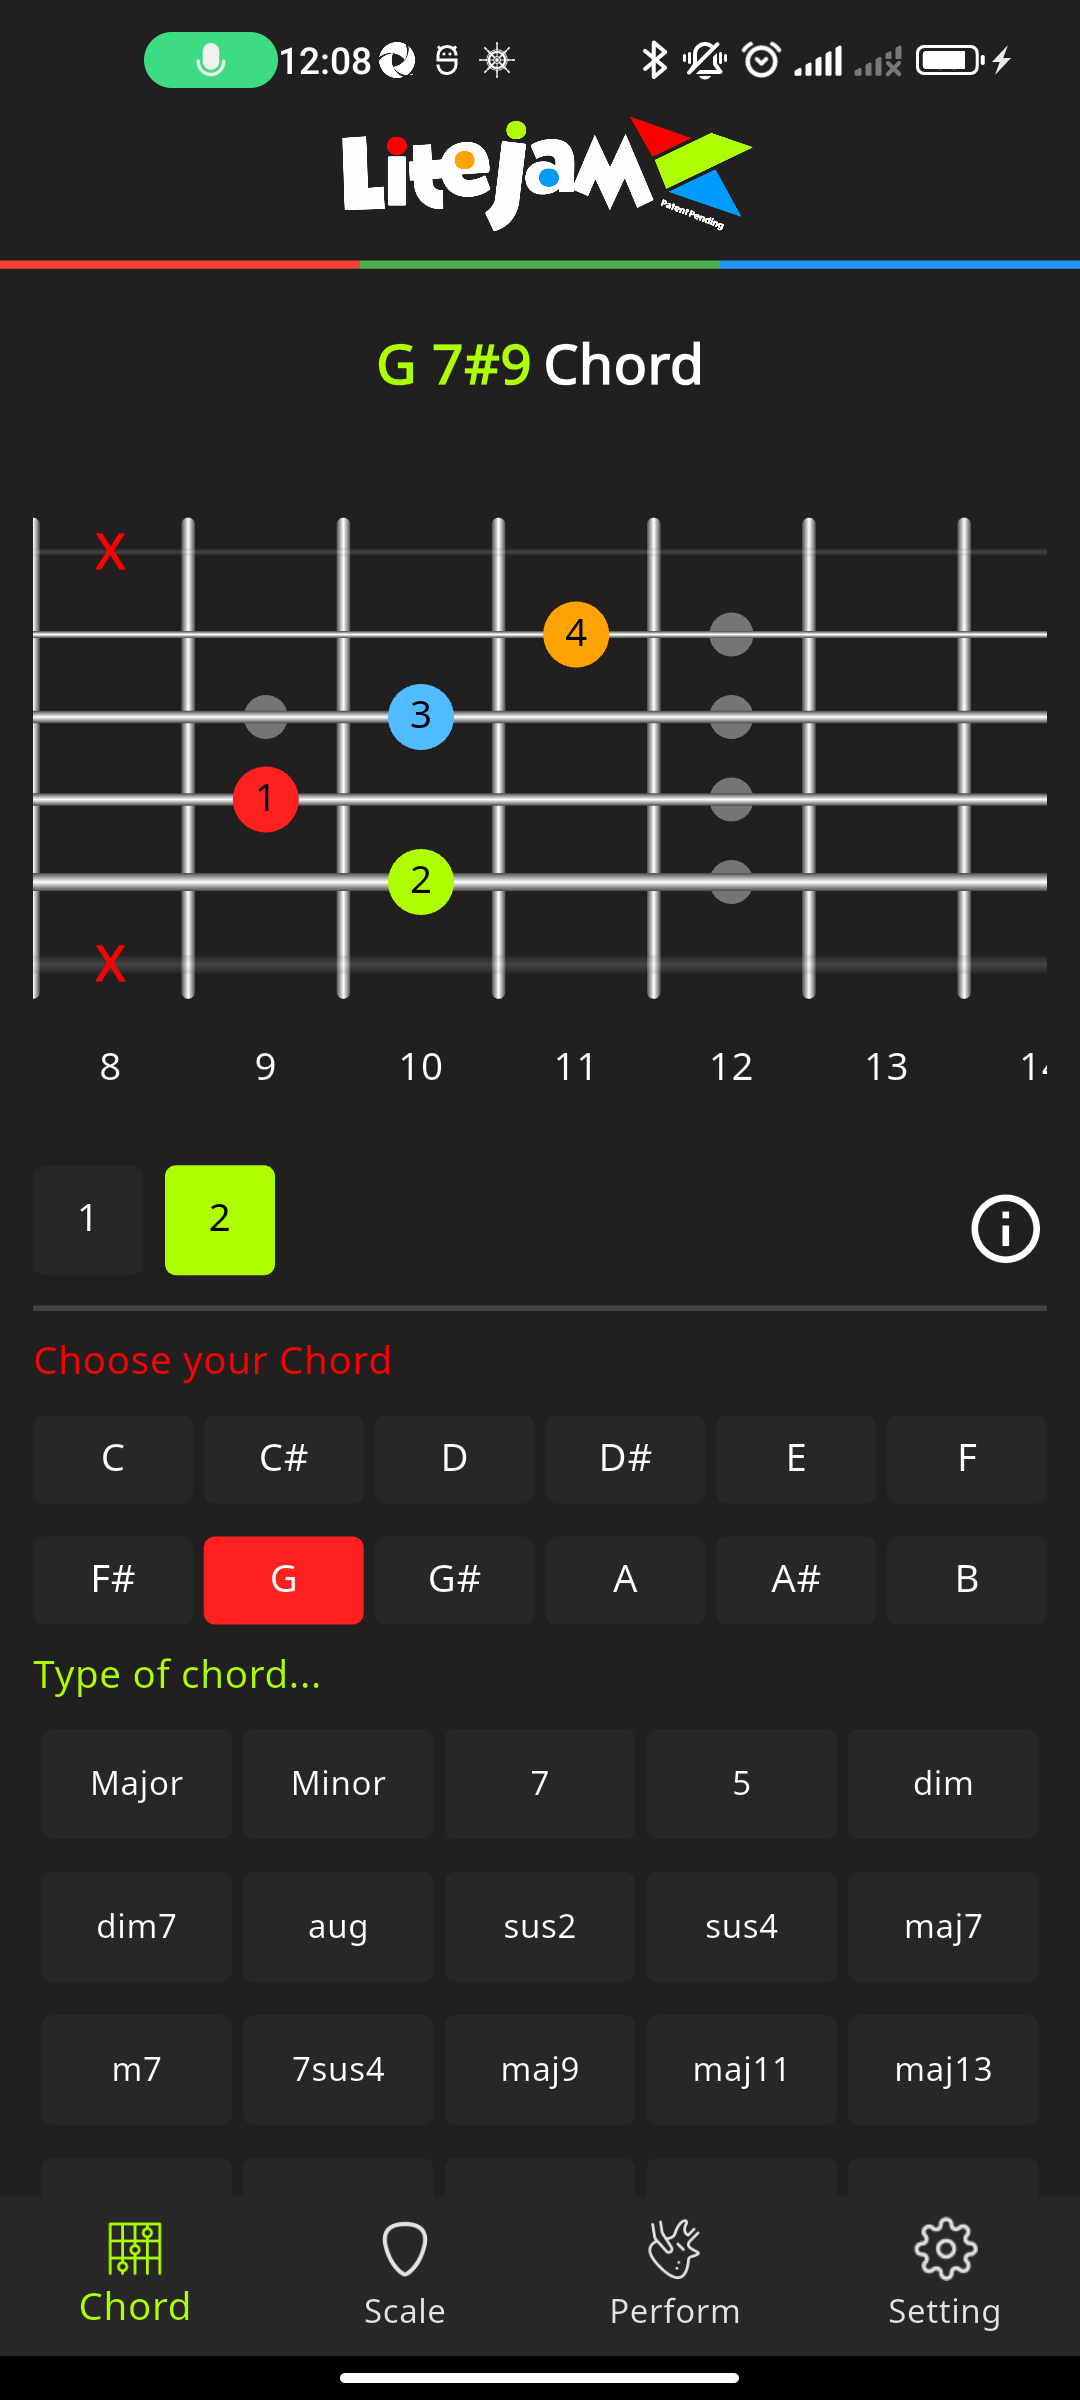 12:08
LitejaM
Patent Pending
G 7#9 Chord
X
4
3
1
2
X
8 9 10 11 12 13
1 2
Choose your Chord
C C# D D# E F
F# G G# A A# B
Type of chord...
Major Minor 7 5 dim
dim7 aug sus2 sus4 maj7
m7 7sus4 maj9 maj11 maj13
Chord Scale Perform Setting